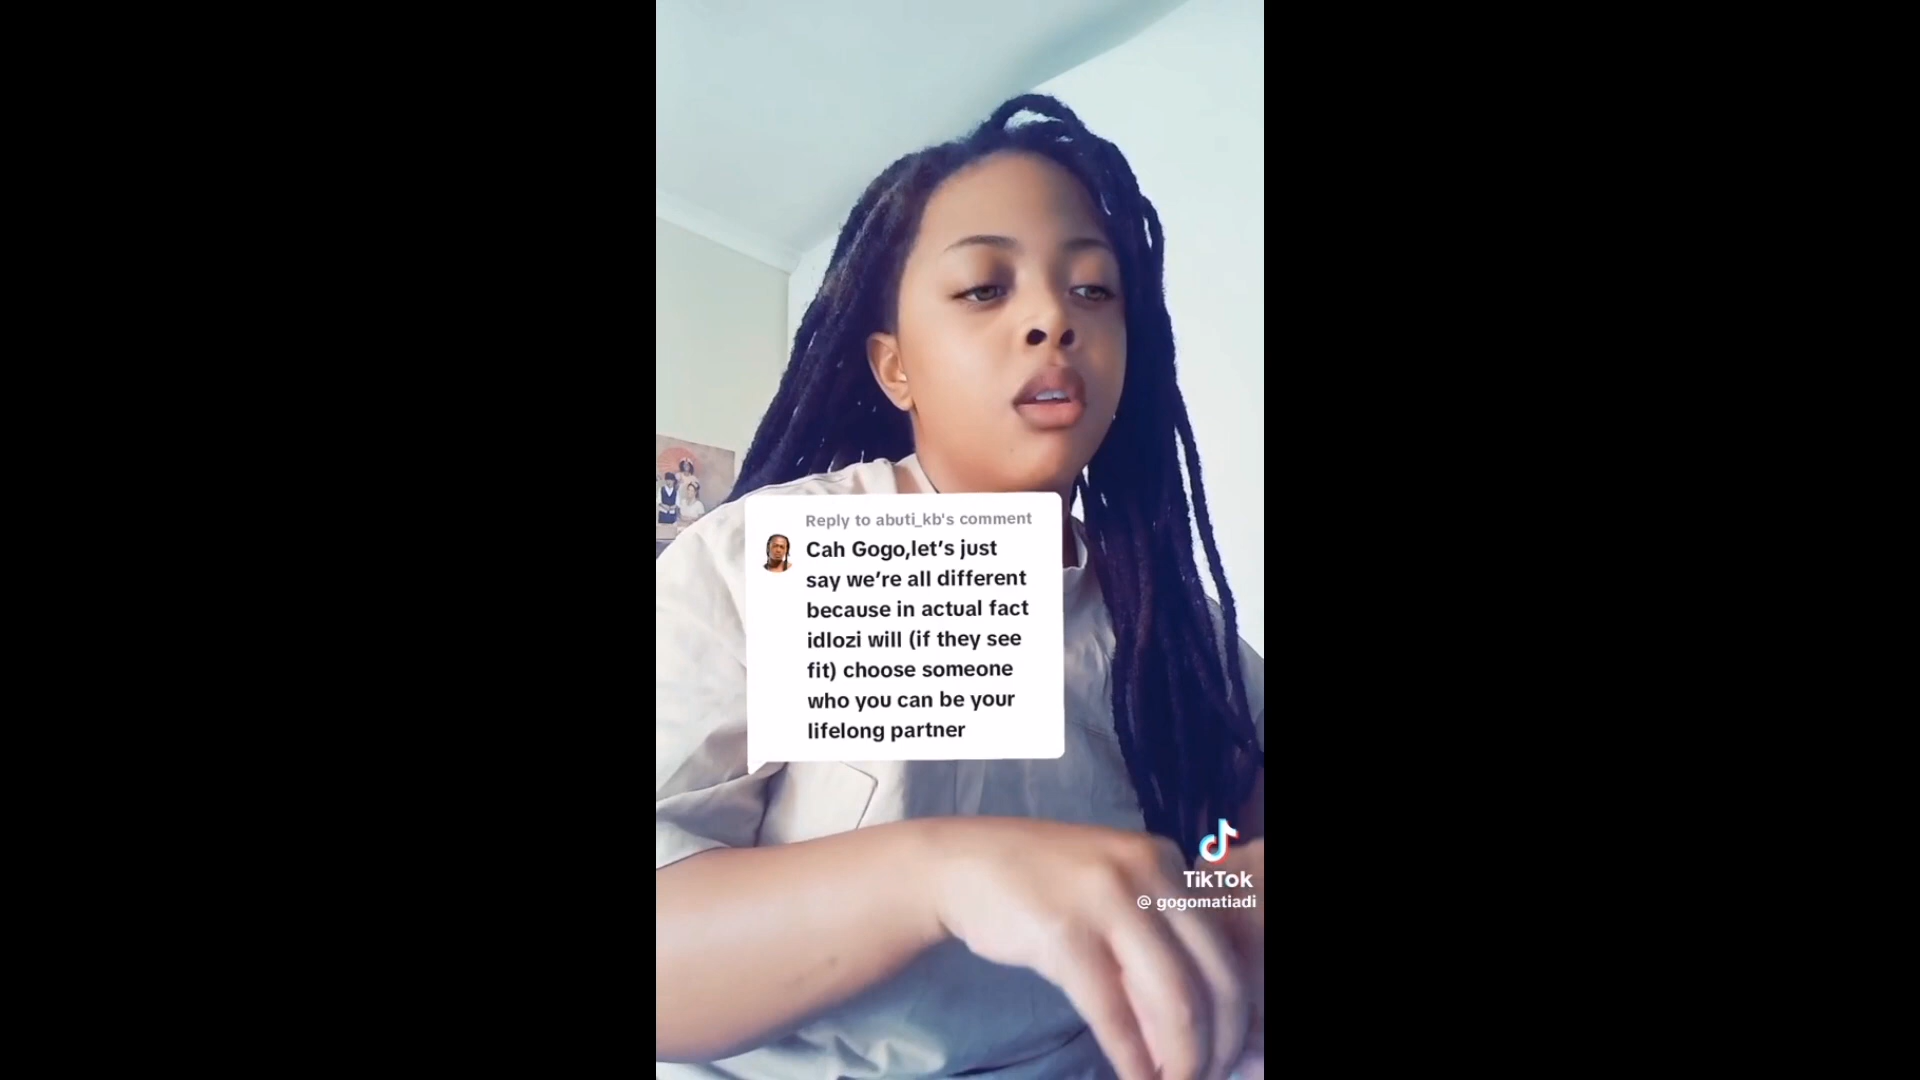 Reply to abuti_kb's comment
Cah Gogo,let’s just
say we’re all different
because in actual fact
idlozi will (if they see
fit) choose someone
who you can be your
lifelong partner
TikTok
@ gogomatiadi